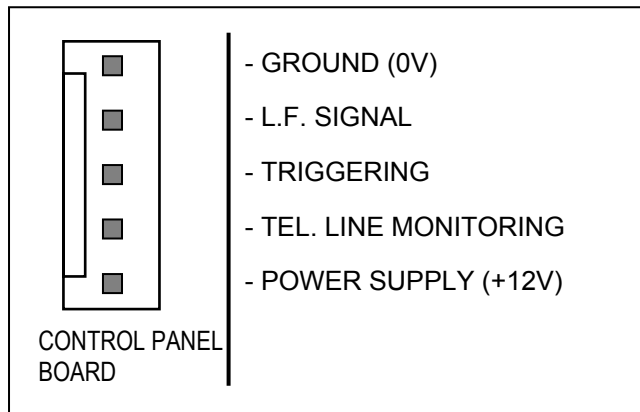 - GROUND (0V)
- L.F. SIGNAL
- TRIGGERING
- TEL. LINE MONITORING
- POWER SUPPLY (+12V)
CONTROL PANEL
BOARD